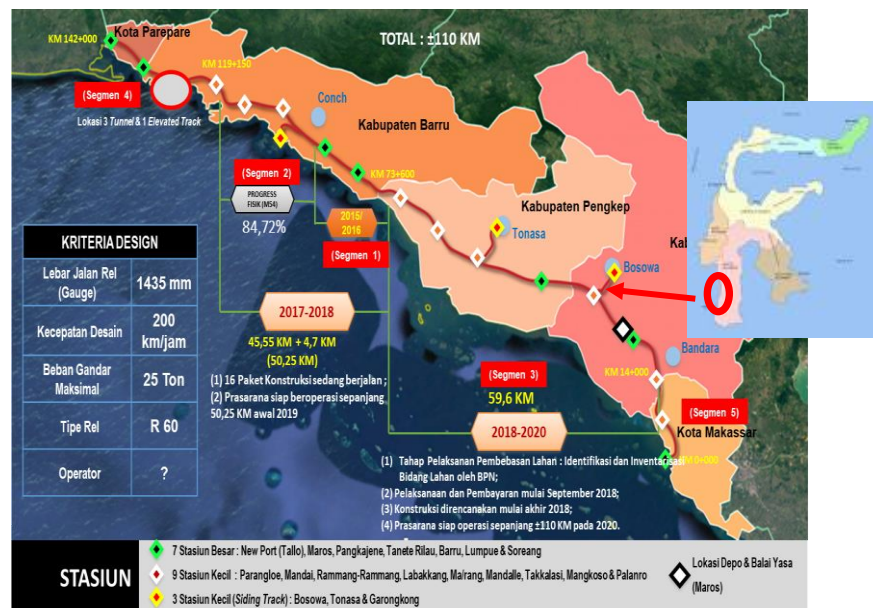 Kota Parepare
KM 142+000
TOTAL : ±110 KM
KM 119+150
(Segmen 4)
Lokasi 3 Tunnel & 1 Elevated Track
Conch
Kabupaten Barru
(Segmen 2)
PROGRESS
FISIK (M54)
84,72%
KM 73+600
2015/
2016
(Segmen 1)
Kabupaten Pengkep
Tonasa
Kab
Bosowa
KRITERIA DESIGN
Lebar Jalan Rel
(Gauge)
1435 mm
Kecepatan Desain
200
km/jam
Beban Gandar
Maksimal
25 Ton
Tipe Rel
R 60
Operator
?
2017-2018
45,55 KM + 4,7 KM
(50,25 KM)
(1) 16 Paket Konstruksi sedang berjalan ;
(2) Prasarana siap beroperasi sepanjang
50,25 KM awal 2019
Bandara
KM 14+000
(Segmen 3)
59,6 KM
2018-2020
(Segmen 5)
Kota Makassar
KM 0+000
(1) Tahap Pelaksanan Pembebasan Lahan : Identifikasi dan Inventarisasi
Bidang Lahan oleh BPN;
(2) Pelaksanaan dan Pembayaran mulai September 2018;
(3) Konstruksi direncanakan mulai akhir 2018;
(4) Prasarana siap operasi sepanjang ±110 KM pada 2020.
STASIUN
7 Stasiun Besar : New Port (Tallo), Maros, Pangkajene, Tanete Rilau, Barru, Lumpue & Soreang
9 Stasiun Kecil : Parangloe, Mandai, Rammang-Rammang, Labakkang, Ma'rang, Mandalle, Takkalasi, Mangkoso & Palanro
3 Stasiun Kecil (Siding Track) : Bosowa, Tonasa & Garongkong
Lokasi Depo & Balai Yasa
(Maros)